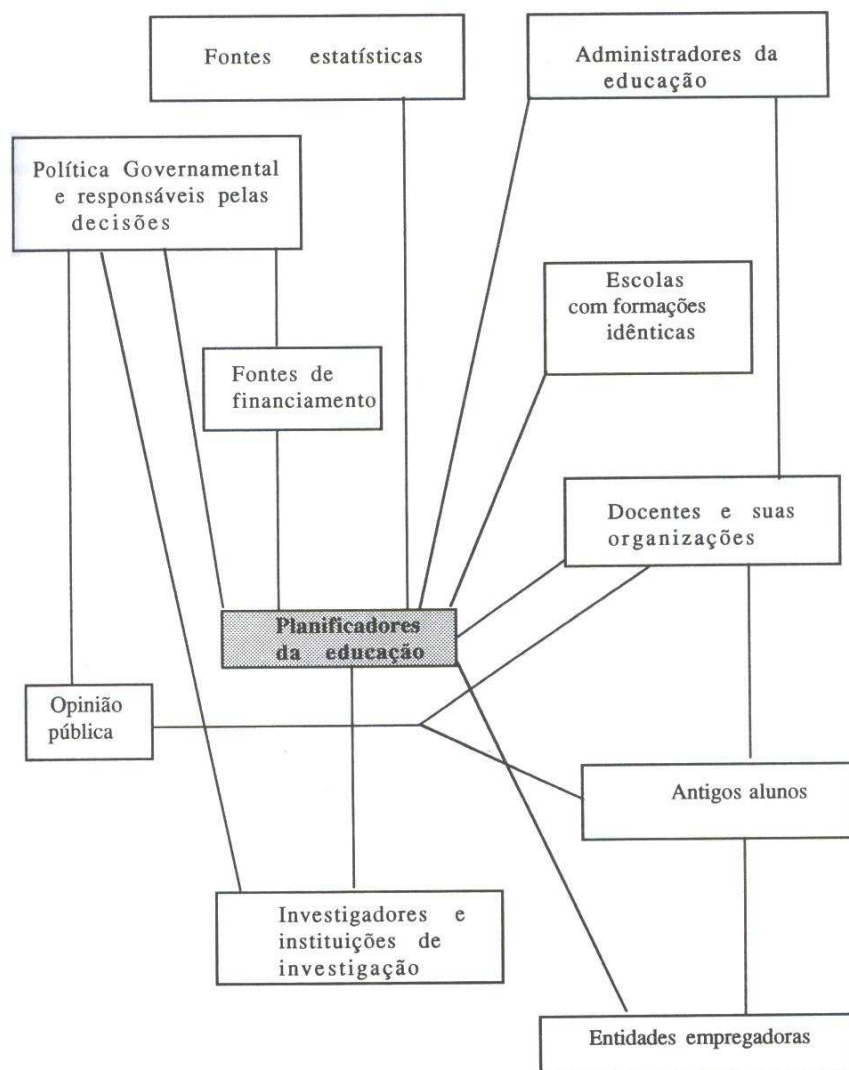 Fontes estatísticas
Administradores da
educação
Política Governamental
e responsáveis pelas
decisões
Escolas
com formações
idênticas
Fontes de
financiamento
Docentes e suas
organizações
Planificadores
da educação
Opinião
pública
Antigos alunos
Investigadores e
instituições de
investigação
Entidades empregadoras